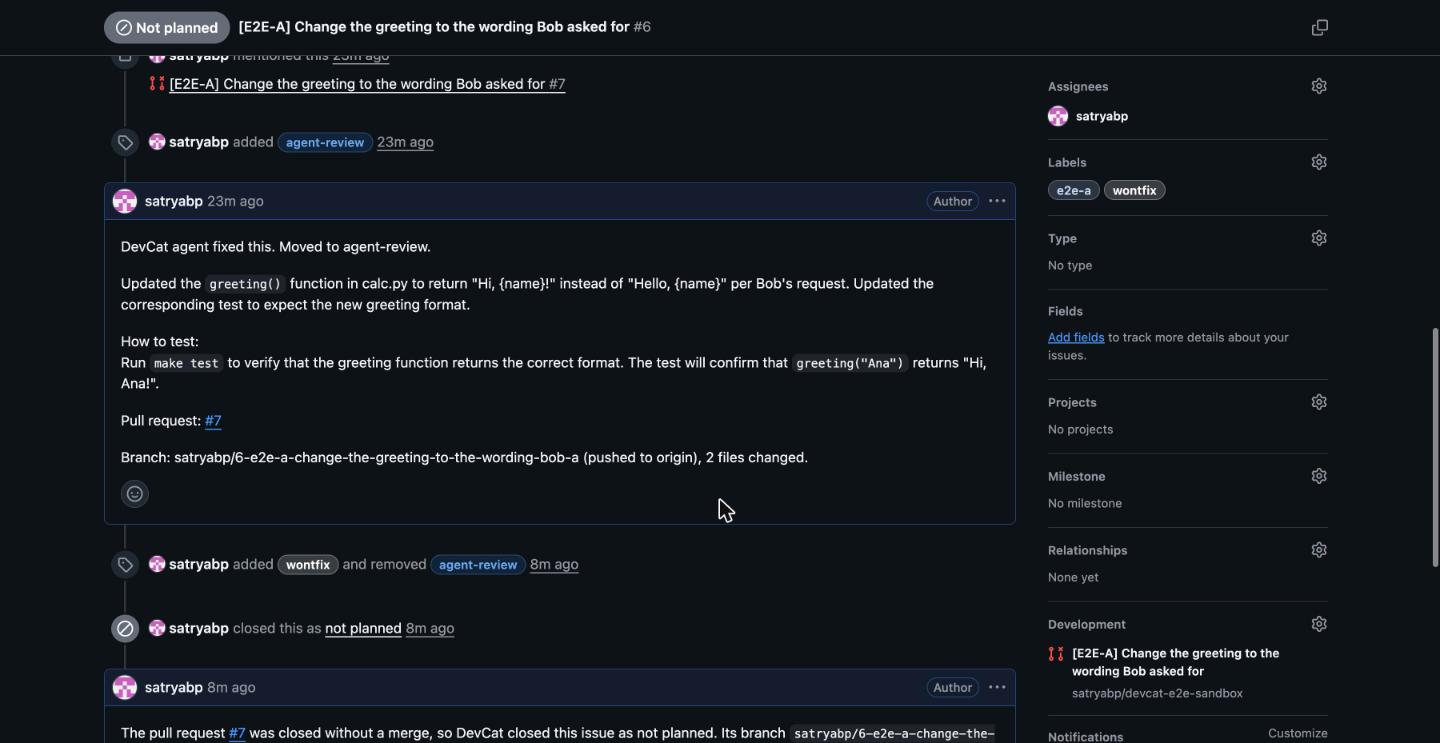 Not planned [E2E-A] Change the greeting to the wording Bob asked for #6
satryabp mentioned this 23m ago
[E2E-A] Change the greeting to the wording Bob asked for #7
satryabp added agent-review 23m ago
satryabp 23m ago Author
DevCat agent fixed this. Moved to agent-review.
Updated the greeting() function in calc.py to return "Hi, {name}!" instead of "Hello, {name}" per Bob's request. Updated the
corresponding test to expect the new greeting format.
How to test:
Run make test to verify that the greeting function returns the correct format. The test will confirm that greeting("Ana") returns "Hi,
Ana!".
Pull request: #7
Branch: satryabp/6-e2e-a-change-the-greeting-to-the-wording-bob-a (pushed to origin), 2 files changed.
satryabp added wontfix and removed agent-review 8m ago
satryabp closed this as not planned 8m ago
satryabp 8m ago Author
The pull request #7 was closed without a merge, so DevCat closed this issue as not planned. Its branch satryabp/6-e2e-a-change-the-
Assignees
satryabp
Labels
e2e-a wontfix
Type
No type
Fields
Add fields to track more details about your
issues.
Projects
No projects
Milestone
No milestone
Relationships
None yet
Development
[E2E-A] Change the greeting to the
wording Bob asked for
satryabp/devcat-e2e-sandbox
Notifications Customize